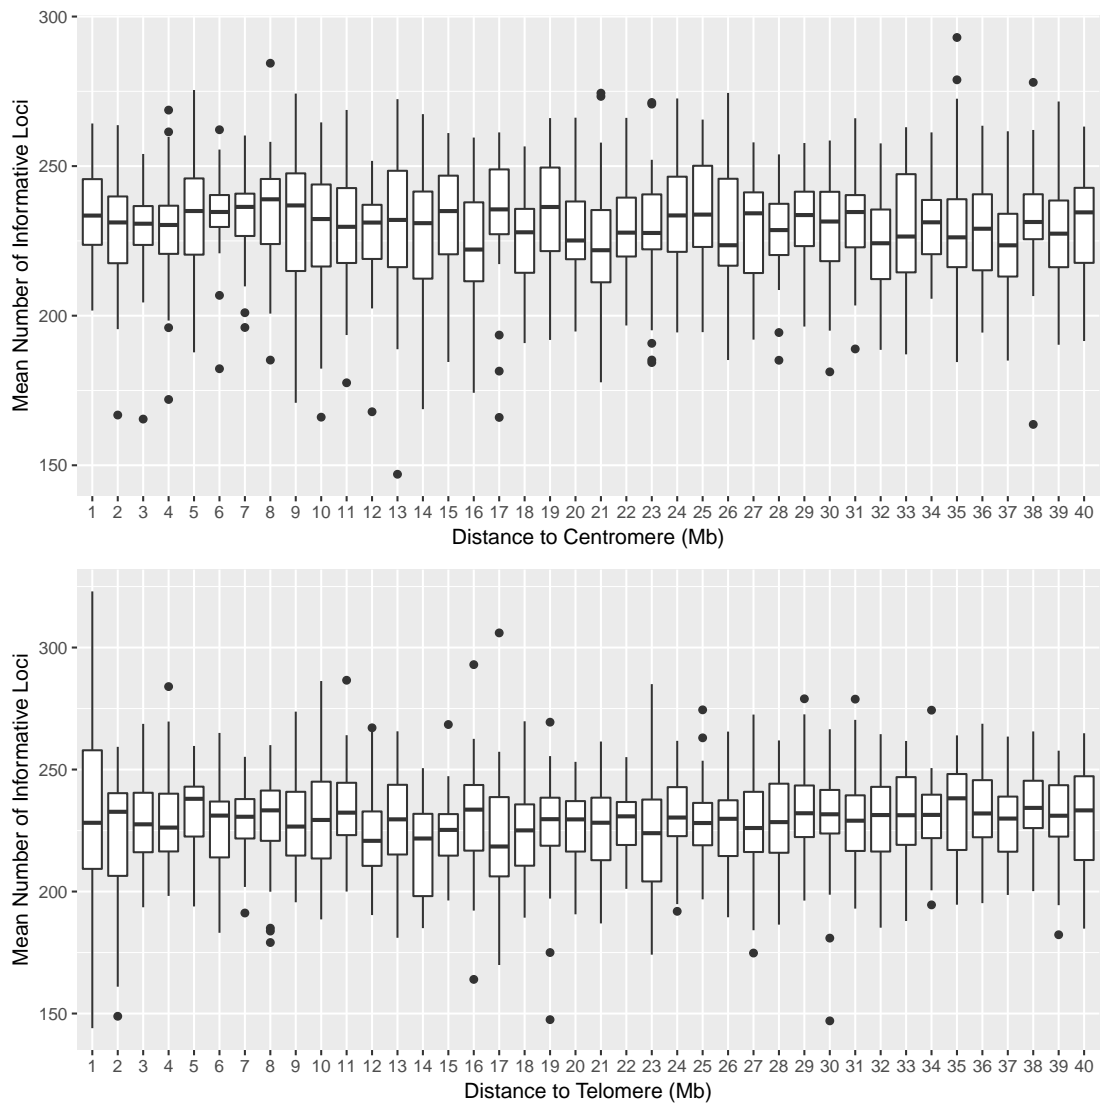 Mean Number of Informative Loci
300
250
200
150
1 2 3 4 5 6 7 8 9 10 11 12 13 14 15 16 17 18 19 20 21 22 23 24 25 26 27 28 29 30 31 32 33 34 35 36 37 38 39 40
Distance to Centromere (Mb)
Mean Number of Informative Loci
300
250
200
150
1 2 3 4 5 6 7 8 9 10 11 12 13 14 15 16 17 18 19 20 21 22 23 24 25 26 27 28 29 30 31 32 33 34 35 36 37 38 39 40
Distance to Telomere (Mb)